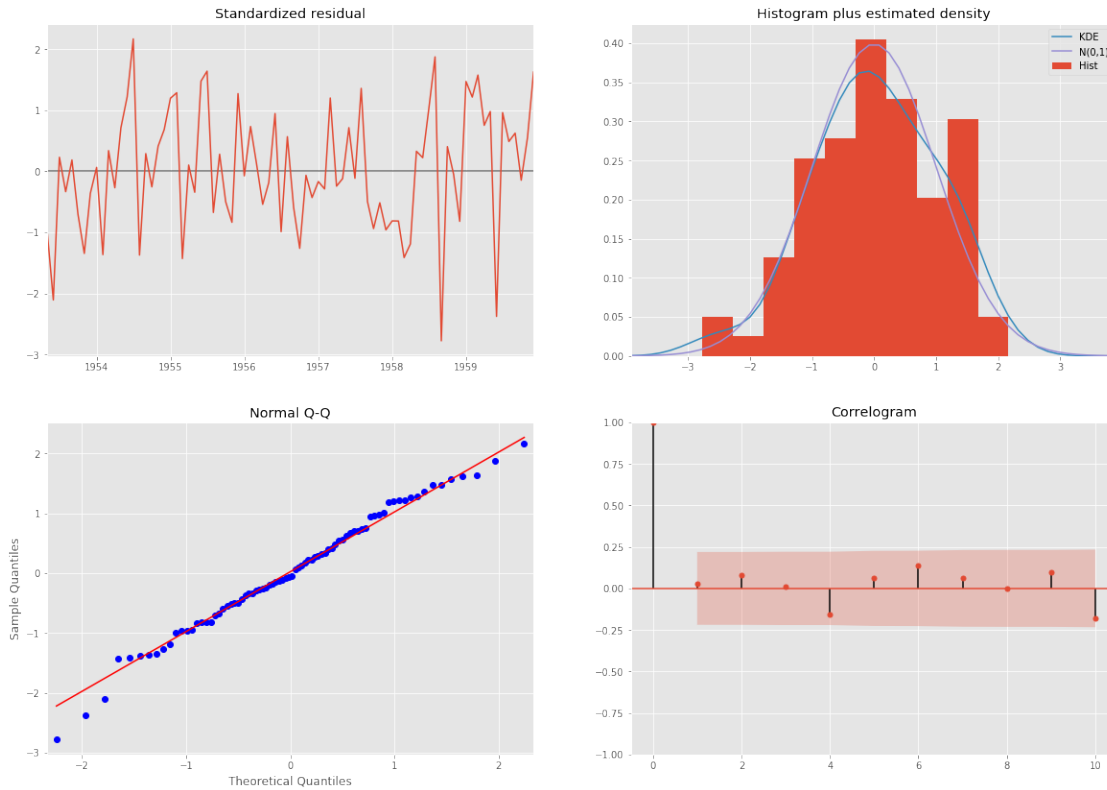 Standardized residual
2
1
0
−1
−2
−3
1954 1955 1956 1957 1958 1959
Histogram plus estimated density
KDE
N(0,1)
Hist
0.40
0.35
0.30
0.25
0.20
0.15
0.10
0.05
0.00
−3 −2 −1 0 1 2 3
Normal Q-Q
Sample Quantiles
2
1
0
−1
−2
−3
−2 −1 0 1 2
Theoretical Quantiles
Correlogram
1.00
0.75
0.50
0.25
0.00
−0.25
−0.50
−0.75
−1.00
0 2 4 6 8 10